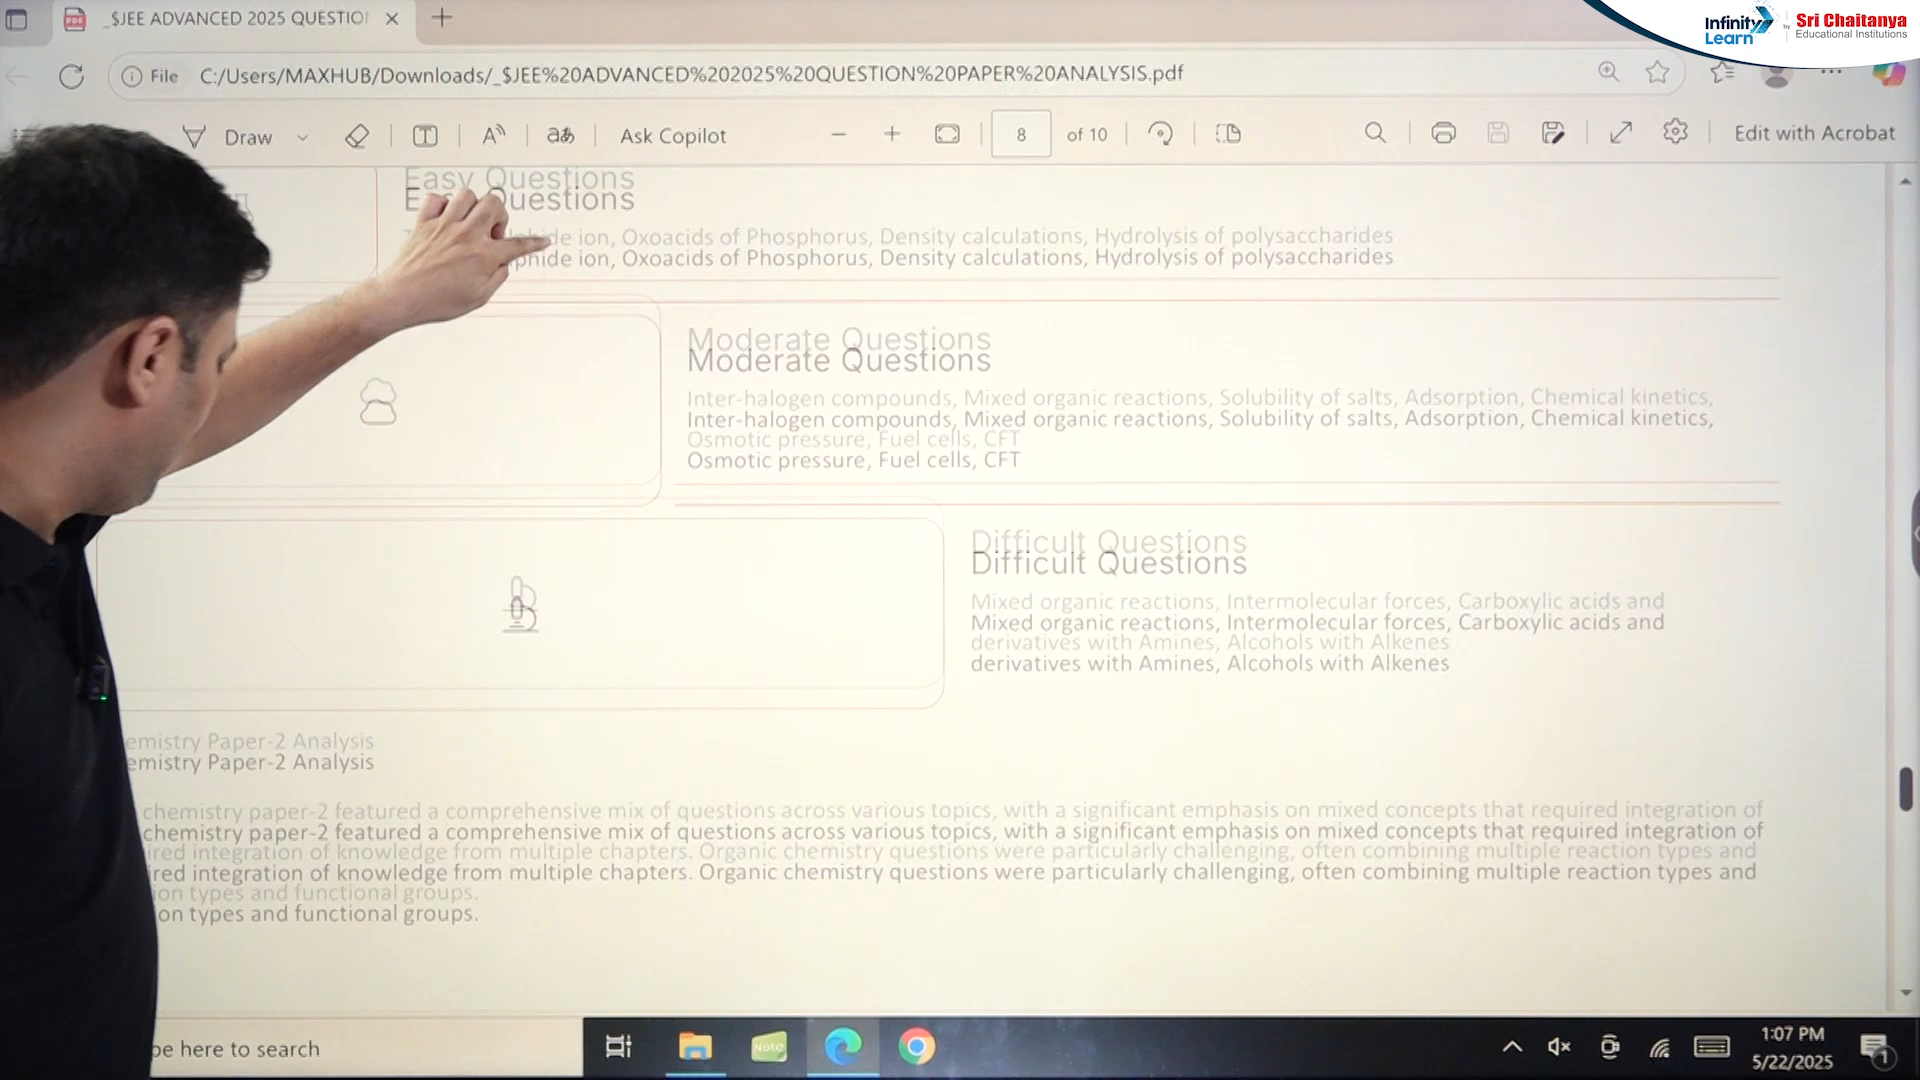 _$JEE ADVANCED 2025 QUESTION
Infinity Learn by Sri Chaitanya Educational Institutions
File C:/Users/MAXHUB/Downloads/_$JEE%20ADVANCED%202025%20QUESTION%20PAPER%20ANALYSIS.pdf
Draw Ask Copilot 8 of 10 Edit with Acrobat
Easy Questions
ion, Oxoacids of Phosphorus, Density calculations, Hydrolysis of polysaccharides
Moderate Questions
Inter-halogen compounds, Mixed organic reactions, Solubility of salts, Adsorption, Chemical kinetics,
Osmotic pressure, Fuel cells, CFT
Difficult Questions
Mixed organic reactions, Intermolecular forces, Carboxylic acids and
derivatives with Amines, Alcohols with Alkenes
emistry Paper-2 Analysis
chemistry paper-2 featured a comprehensive mix of questions across various topics, with a significant emphasis on mixed concepts that required integration of
ired integration of knowledge from multiple chapters. Organic chemistry questions were particularly challenging, often combining multiple reaction types and
ion types and functional groups.
pe here to search
Note
1:07 PM
5/22/2025
1